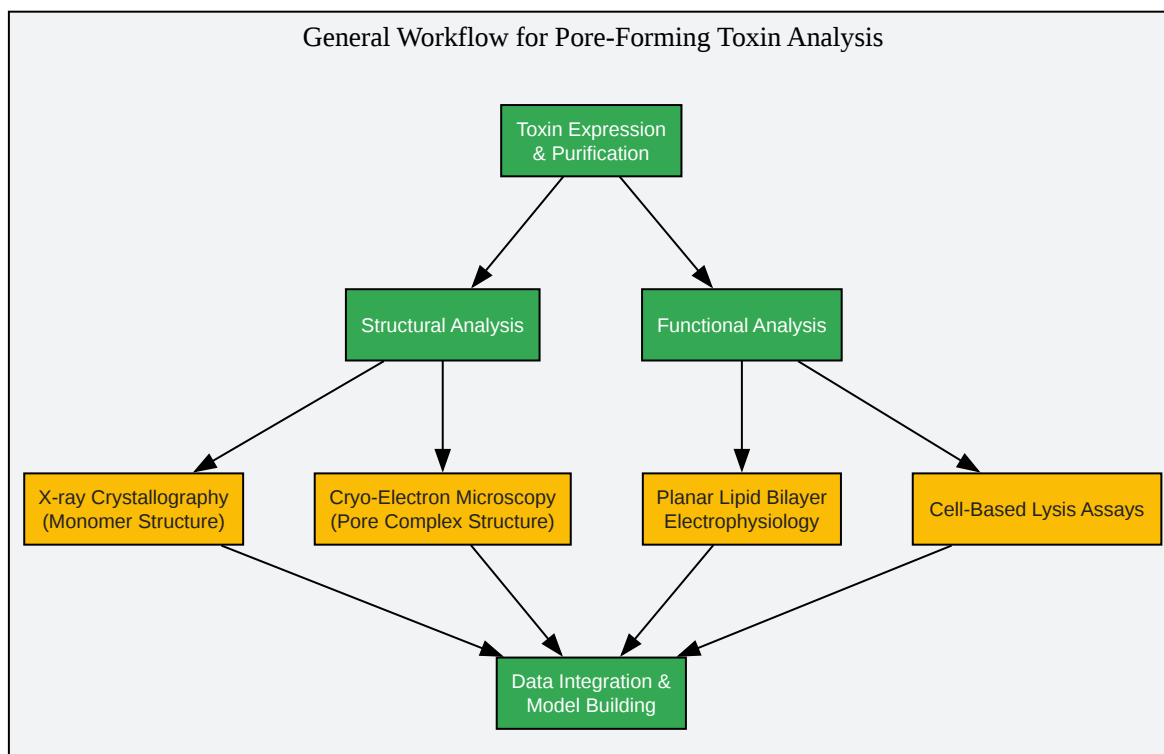 General Workflow for Pore-Forming Toxin Analysis
Toxin Expression
& Purification
Structural Analysis
Functional Analysis
X-ray Crystallography
(Monomer Structure)
Cryo-Electron Microscopy
(Pore Complex Structure)
Planar Lipid Bilayer
Electrophysiology
Cell-Based Lysis Assays
Data Integration &
Model Building